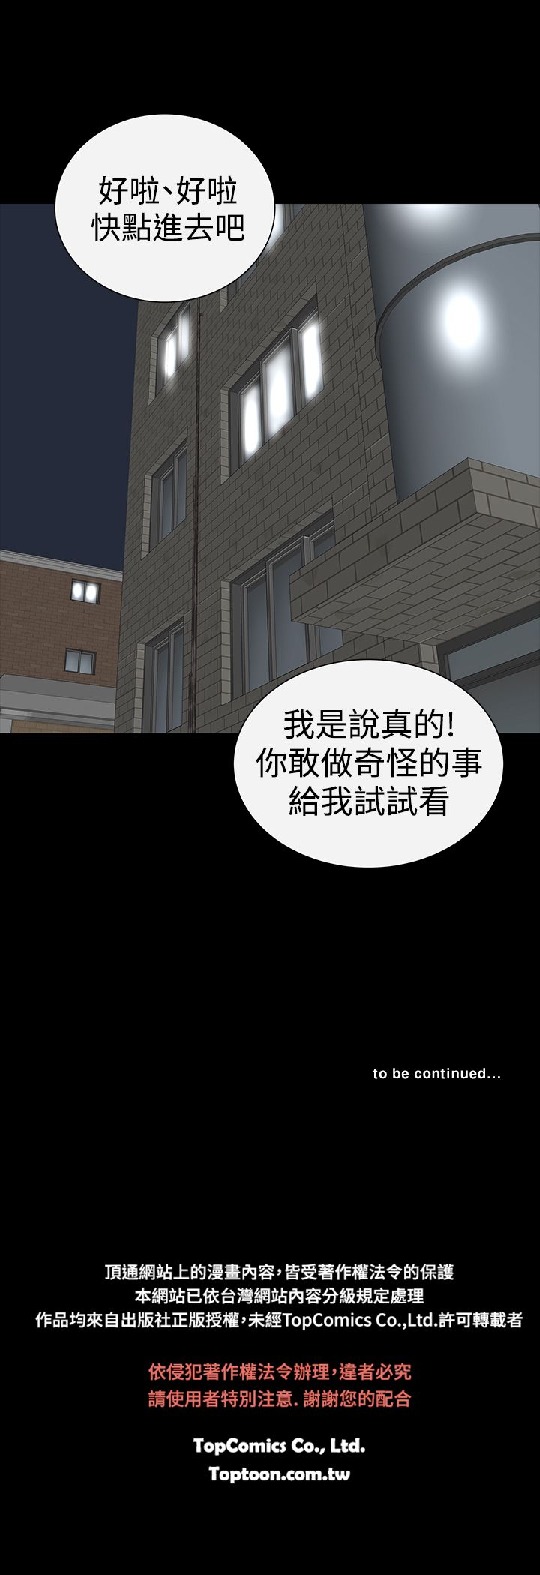 好啦、好啦
快點進去吧
我是說真的!
你敢做奇怪的事
給我試試看
to be continued...
頂通網站上的漫畫內容，皆受著作權法令的保護
本網站已依台灣網站內容分級規定處理
作品均來自出版社正版授權，未經TopComics Co.,Ltd.許可轉載者
依侵犯著作權法令辦理，違者必究
請使用者特別注意. 謝謝您的配合
TopComics Co., Ltd.
Toptoon.com.tw